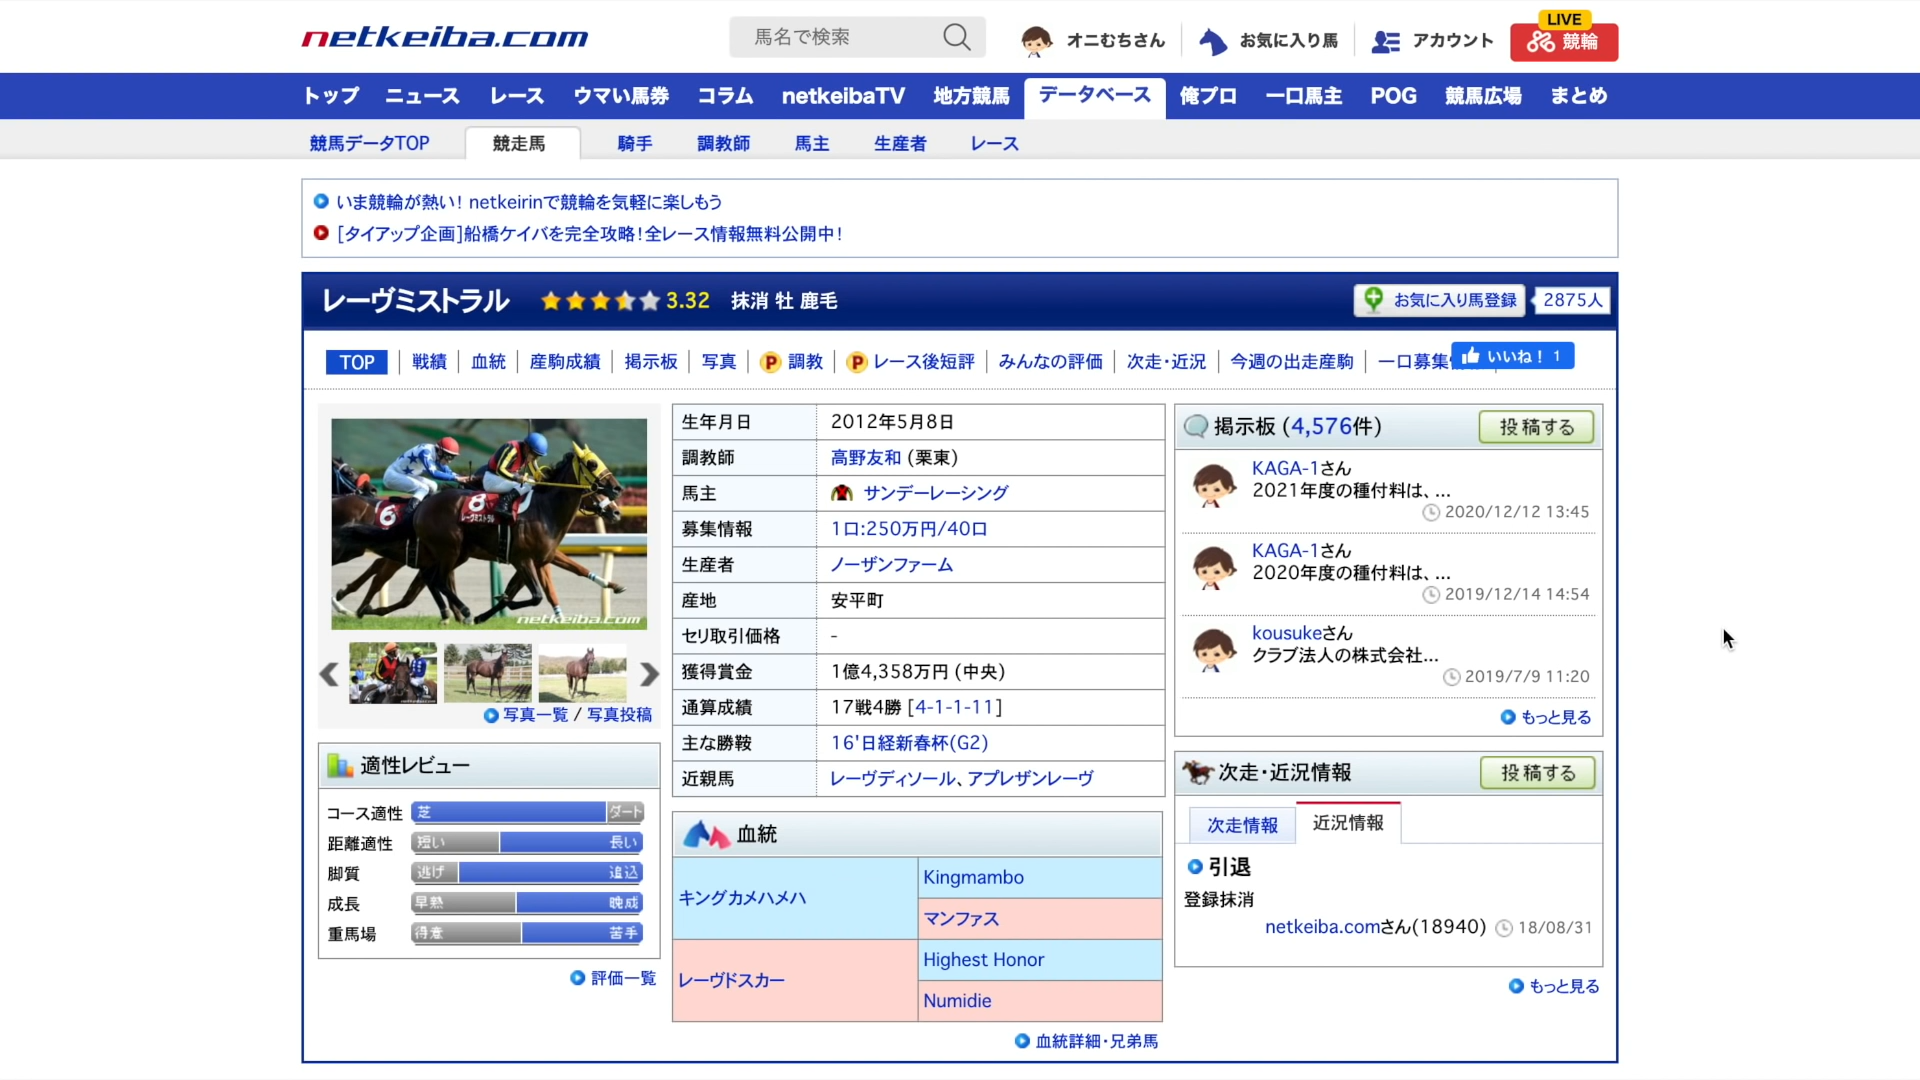 netkeiba.com
馬名で検索
オニむちさん
お気に入り馬
アカウント
LIVE
競輪
トップ ニュース レース ウマい馬券 コラム netkeibaTV 地方競馬 データベース 俺プロ 一口馬主 POG 競馬広場 まとめ
競馬データTOP 競走馬 騎手 調教師 馬主 生産者 レース
いま競輪が熱い! netkeirinで競輪を気軽に楽しもう
[タイアップ企画]船橋ケイバを完全攻略!全レース情報無料公開中!
レーヴミストラル 3.32 抹消 牡 鹿毛
お気に入り馬登録 2875人
TOP 戦績 血統 産駒成績 掲示板 写真 P 調教 P レース後短評 みんなの評価 次走・近況 今週の出走産駒 一口募集
いいね! 1
6
8
レーヴミストラル
netkeiba.com
写真一覧 / 写真投稿
適性レビュー
コース適性 芝 ダート
距離適性 短い 長い
脚質 逃げ 追込
成長 早熟 晩成
重馬場 得意 苦手
評価一覧
生年月日 2012年5月8日
調教師 高野友和 (栗東)
馬主 サンデーレーシング
募集情報 1口:250万円/40口
生産者 ノーザンファーム
産地 安平町
セリ取引価格 -
獲得賞金 1億4,358万円 (中央)
通算成績 17戦4勝 [4-1-1-11]
主な勝鞍 16'日経新春杯(G2)
近親馬 レーヴディソール、アプレザンレーヴ
血統
キングカメハメハ
Kingmambo
マンファス
レーヴドスカー
Highest Honor
Numidie
血統詳細・兄弟馬
掲示板 (4,576件) 投稿する
KAGA-1さん
2021年度の種付料は、...
2020/12/12 13:45
KAGA-1さん
2020年度の種付料は、...
2019/12/14 14:54
kousukeさん
クラブ法人の株式会社...
2019/7/9 11:20
もっと見る
次走・近況情報 投稿する
次走情報 近況情報
引退
登録抹消
netkeiba.comさん(18940) 18/08/31
もっと見る